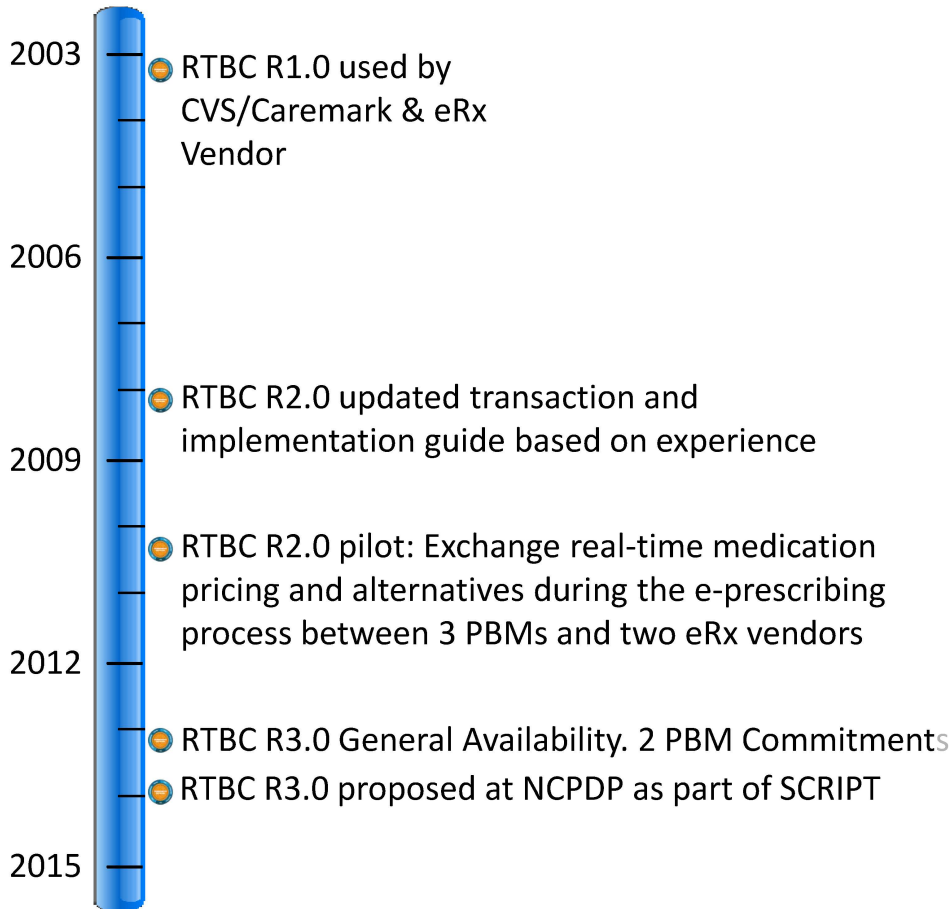 2003
RTBC R1.0 used by
CVS/Caremark & eRx
Vendor
2006
RTBC R2.0 updated transaction and
implementation guide based on experience
2009
RTBC R2.0 pilot: Exchange real-time medication
pricing and alternatives during the e-prescribing
process between 3 PBMs and two eRx vendors
2012
RTBC R3.0 General Availability. 2 PBM Commitments
RTBC R3.0 proposed at NCPDP as part of SCRIPT
2015